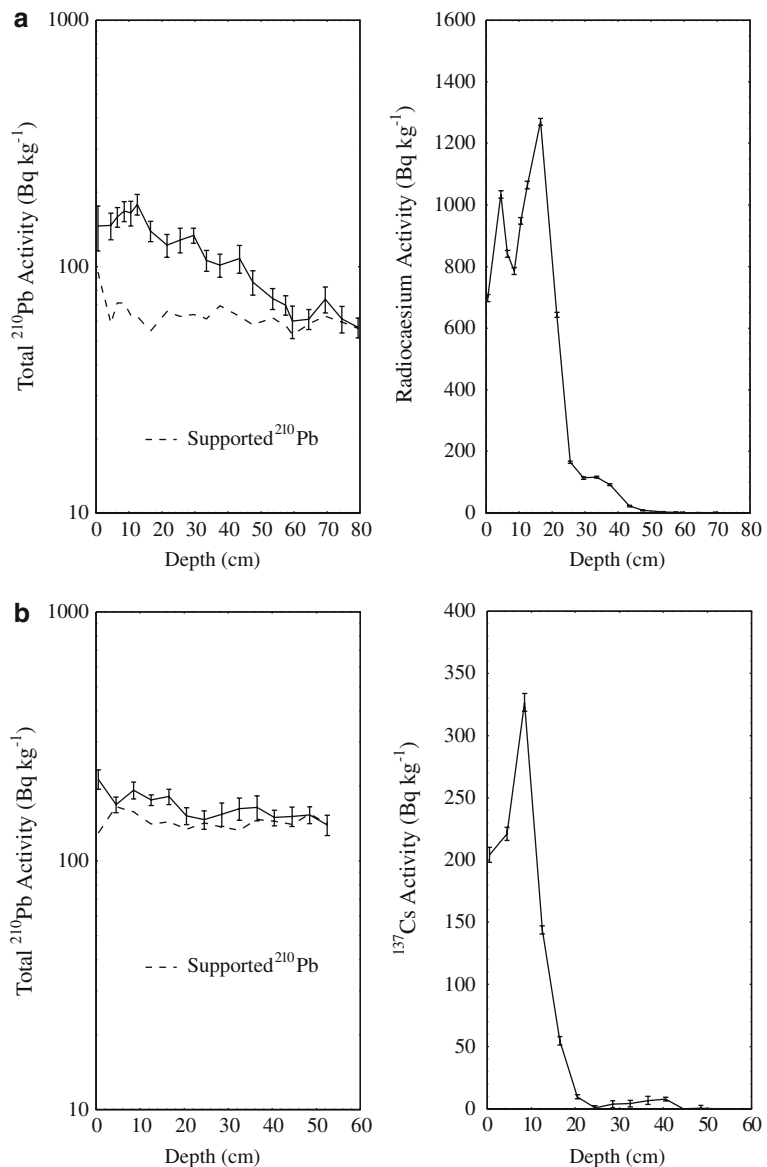 a
Total ²¹⁰Pb Activity (Bq kg⁻¹)
1000
100
10
Supported ²¹⁰Pb
0 10 20 30 40 50 60 70 80
Depth (cm)
Radiocaesium Activity (Bq kg⁻¹)
1600
1400
1200
1000
800
600
400
200
0
0 10 20 30 40 50 60 70 80
Depth (cm)
b
Total ²¹⁰Pb Activity (Bq kg⁻¹)
1000
100
10
Supported ²¹⁰Pb
0 10 20 30 40 50 60
Depth (cm)
¹³⁷Cs Activity (Bq kg⁻¹)
400
350
300
250
200
150
100
50
0
0 10 20 30 40 50 60
Depth (cm)